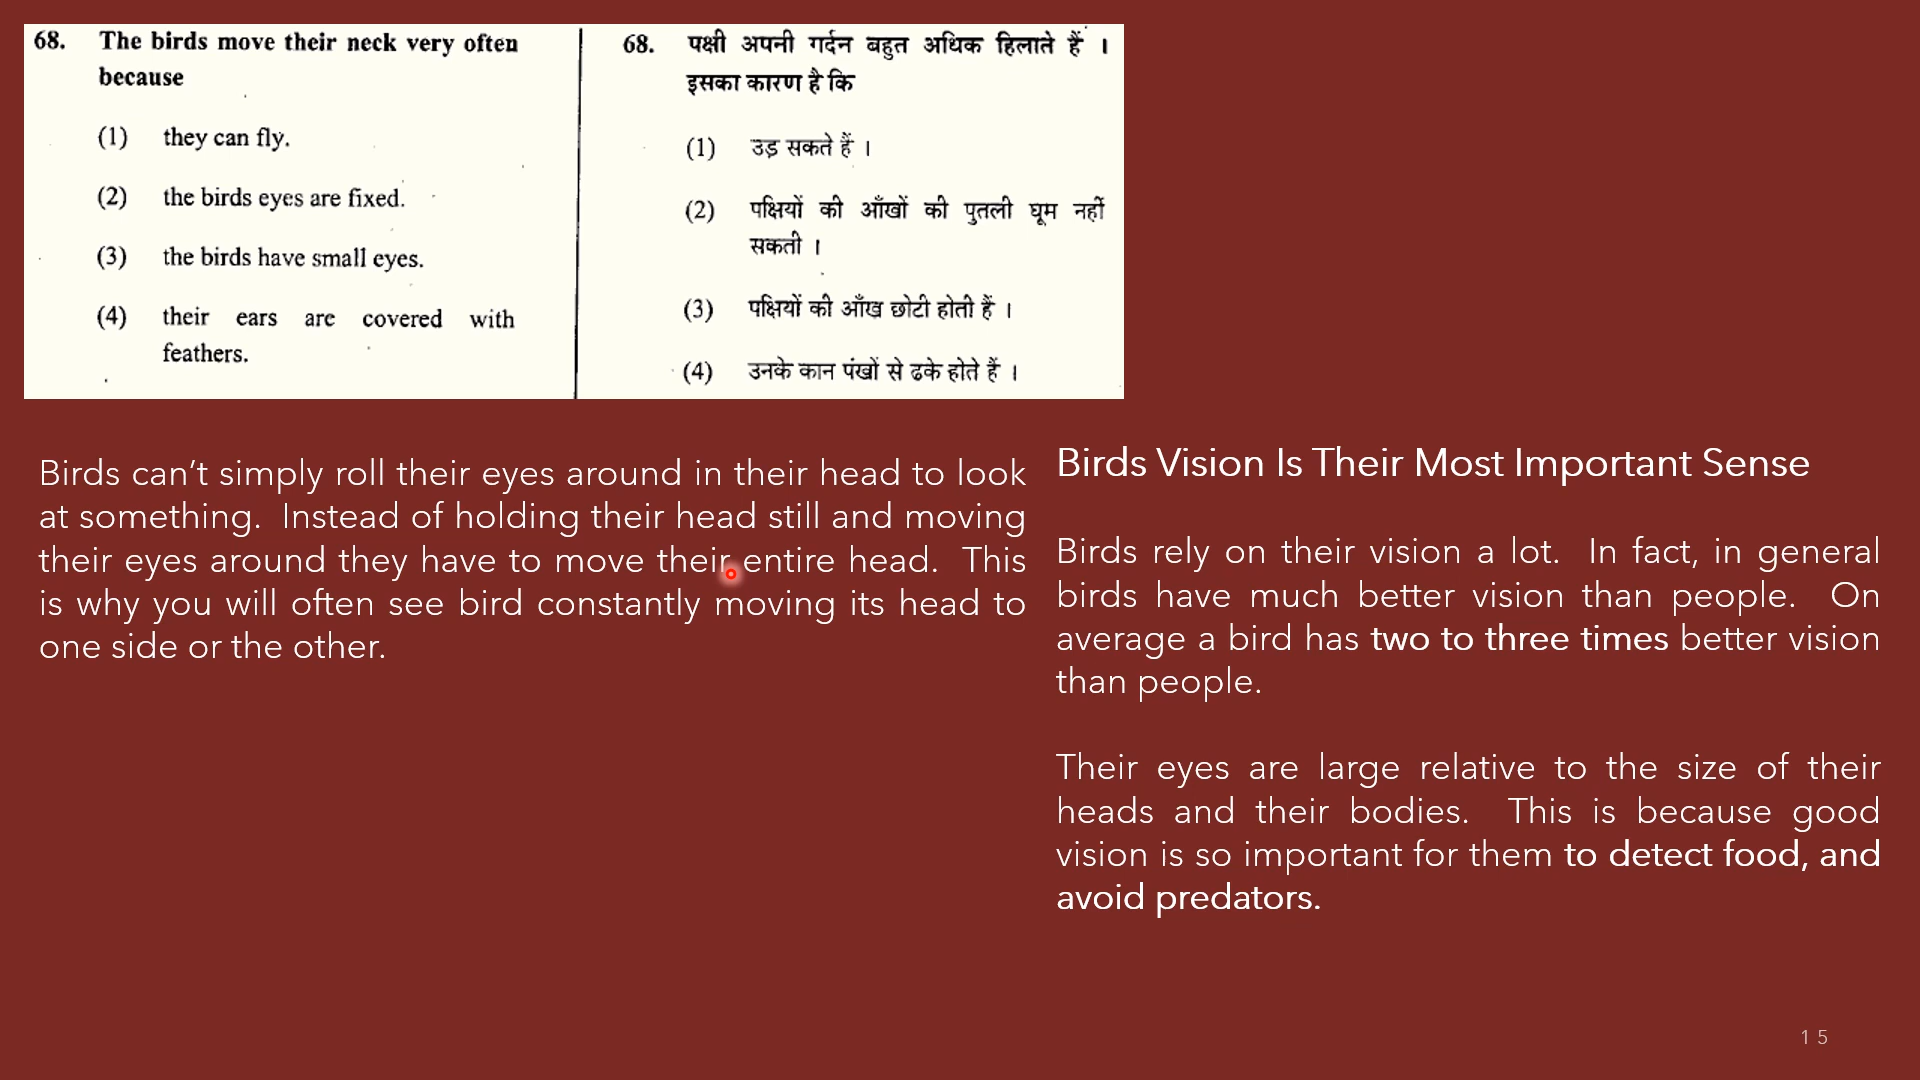 68. The birds move their neck very often
because
(1) they can fly.
(2) the birds eyes are fixed.
(3) the birds have small eyes.
(4) their ears are covered with
feathers.
68. पक्षी अपनी गर्दन बहुत अधिक हिलाते हैं ।
इसका कारण है कि
(1) उड़ सकते हैं ।
(2) पक्षियों की आँखों की पुतली घूम नहीं
सकती ।
(3) पक्षियों की आँख छोटी होती हैं ।
(4) उनके कान पंखों से ढके होते हैं ।
Birds can’t simply roll their eyes around in their head to look
at something. Instead of holding their head still and moving
their eyes around they have to move their entire head. This
is why you will often see bird constantly moving its head to
one side or the other.
Birds Vision Is Their Most Important Sense
Birds rely on their vision a lot. In fact, in general
birds have much better vision than people. On
average a bird has two to three times better vision
than people.
Their eyes are large relative to the size of their
heads and their bodies. This is because good
vision is so important for them to detect food, and
avoid predators.
15